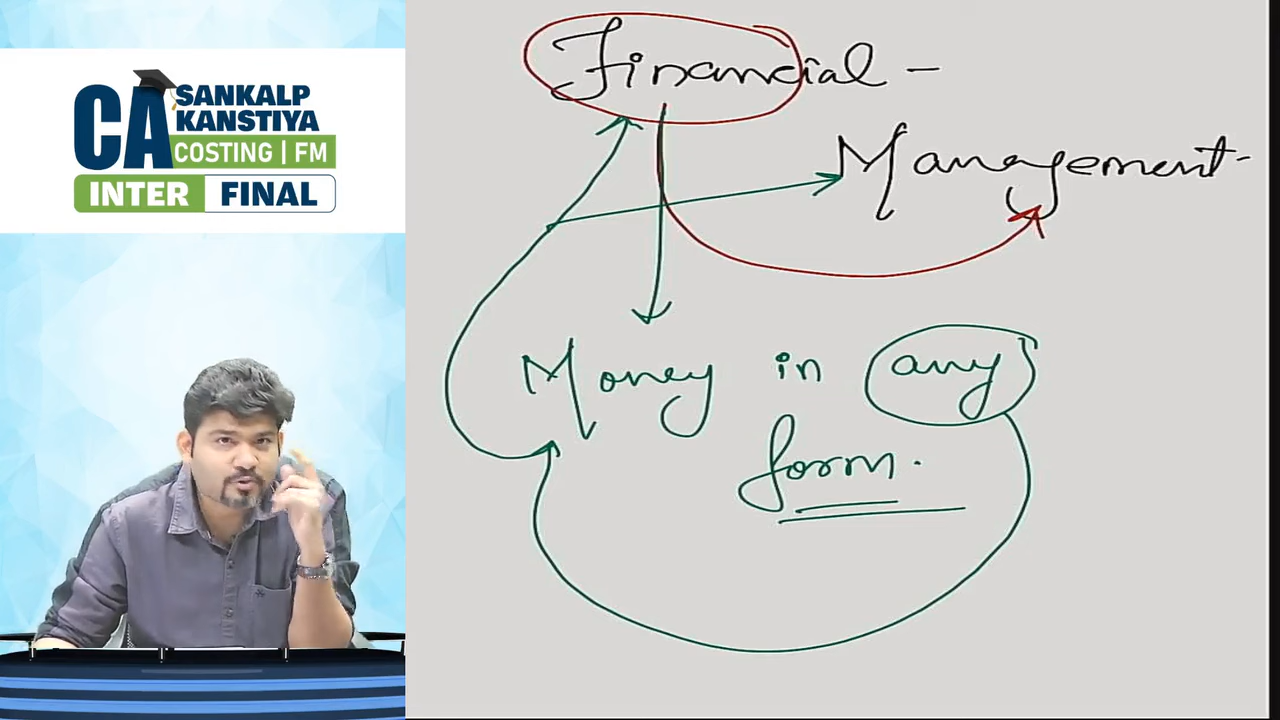 CA SANKALP
KANSTIYA
COSTING | FM
INTER FINAL
Financial -
Management-
Money in any
form.